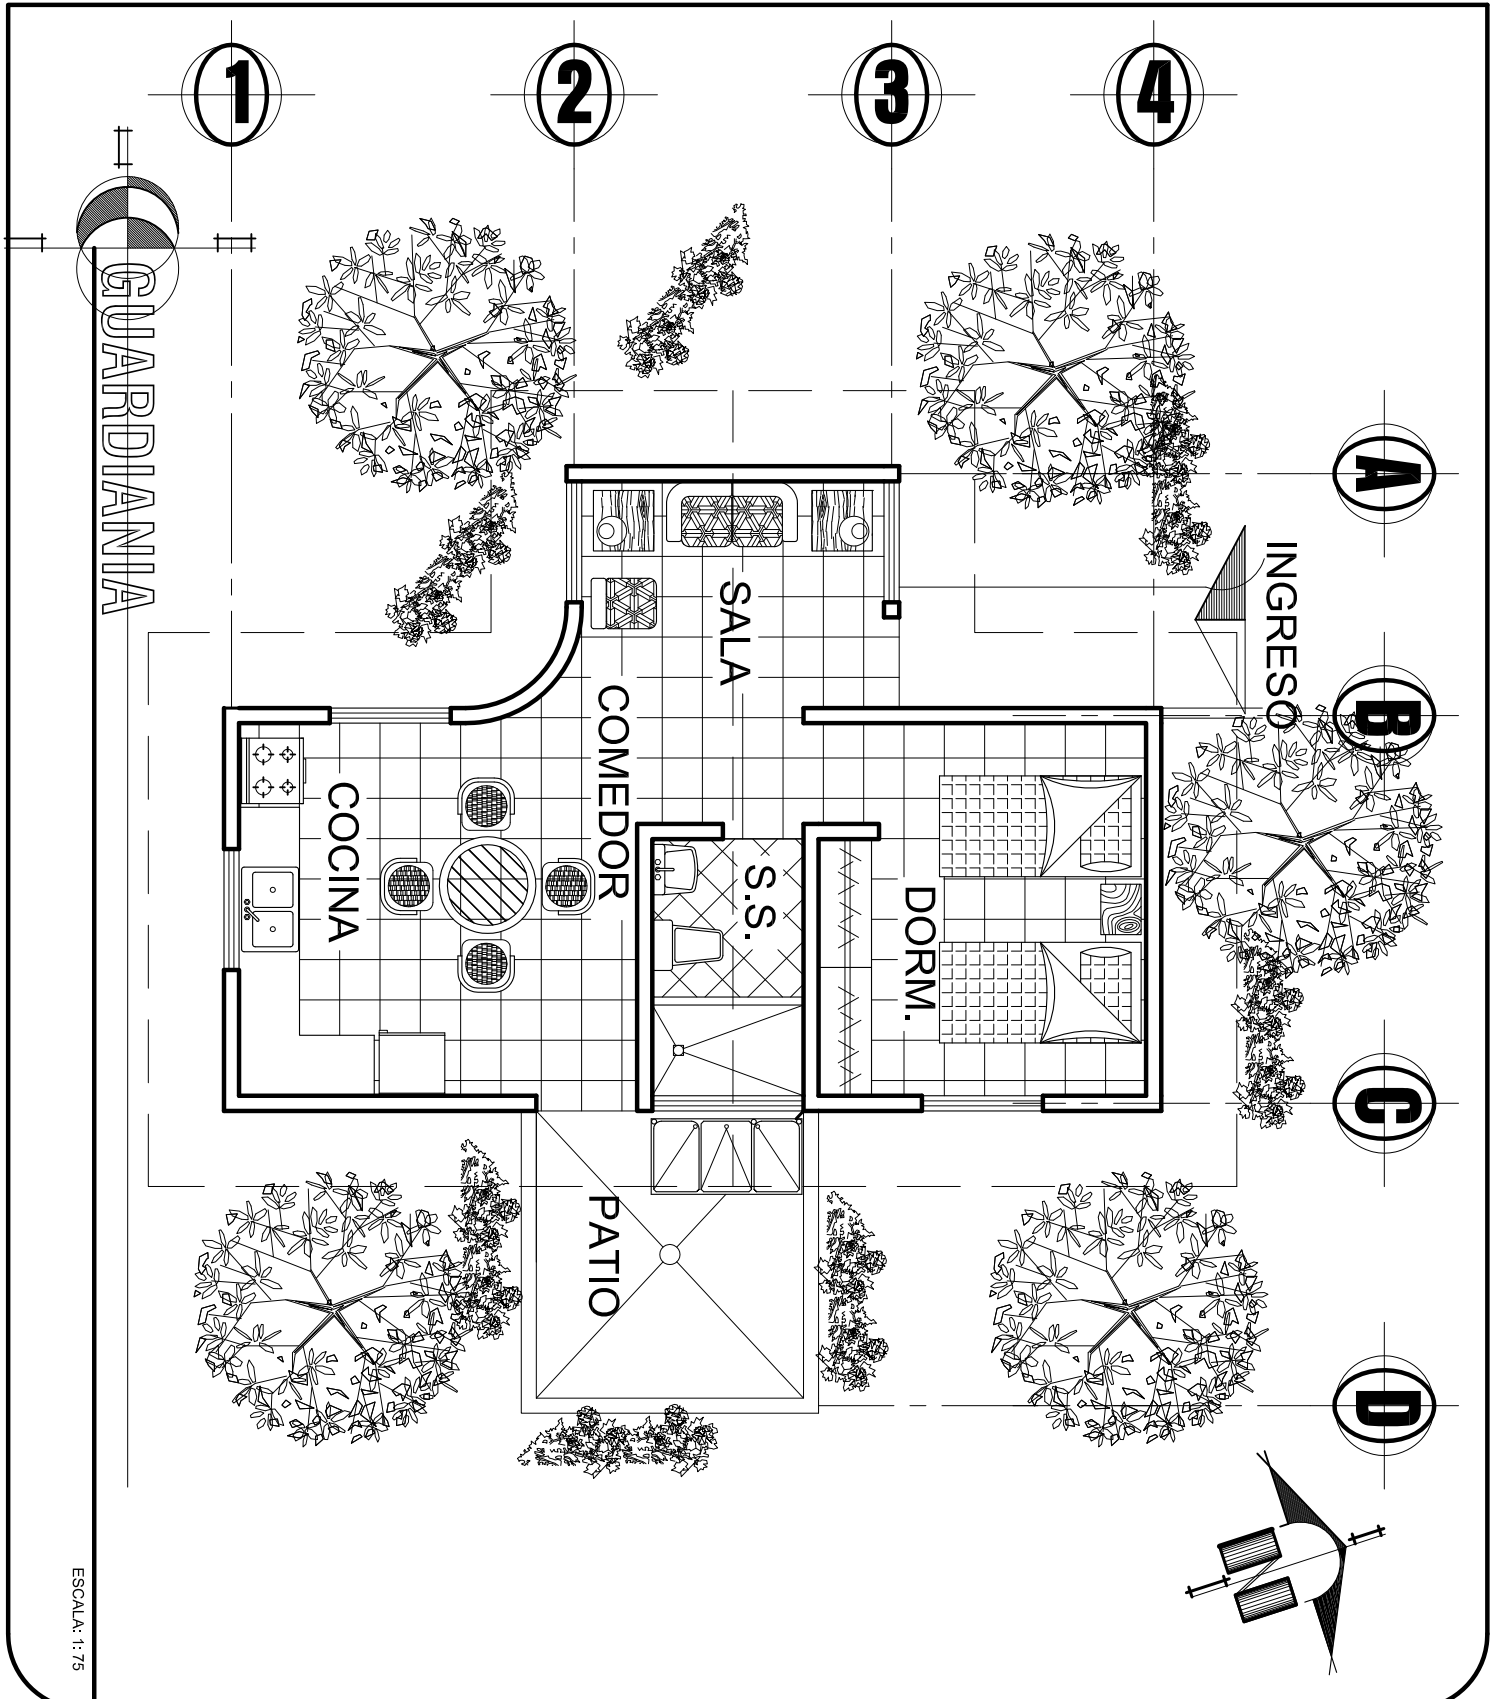 1
2
3
4
A
B
C
D
INGRESO
SALA
COMEDOR
COCINA
S.S.
DORM.
PATIO
GUARDIANIA
ESCALA: 1:75